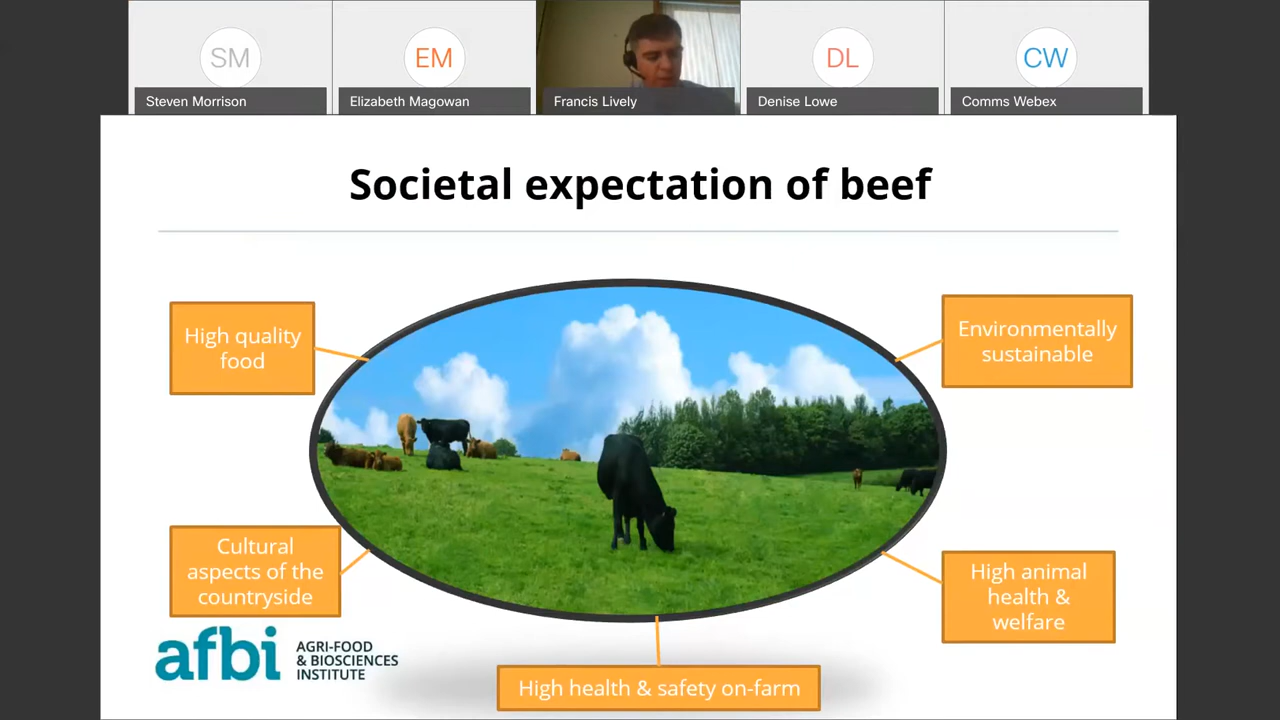 SM
EM
DL
CW
Steven Morrison
Elizabeth Magowan
Francis Lively
Denise Lowe
Comms Webex
Societal expectation of beef
High quality
food
Environmentally
sustainable
Cultural
aspects of the
countryside
High animal
health &
welfare
afbi
AGRI-FOOD
& BIOSCIENCES
INSTITUTE
High health & safety on-farm